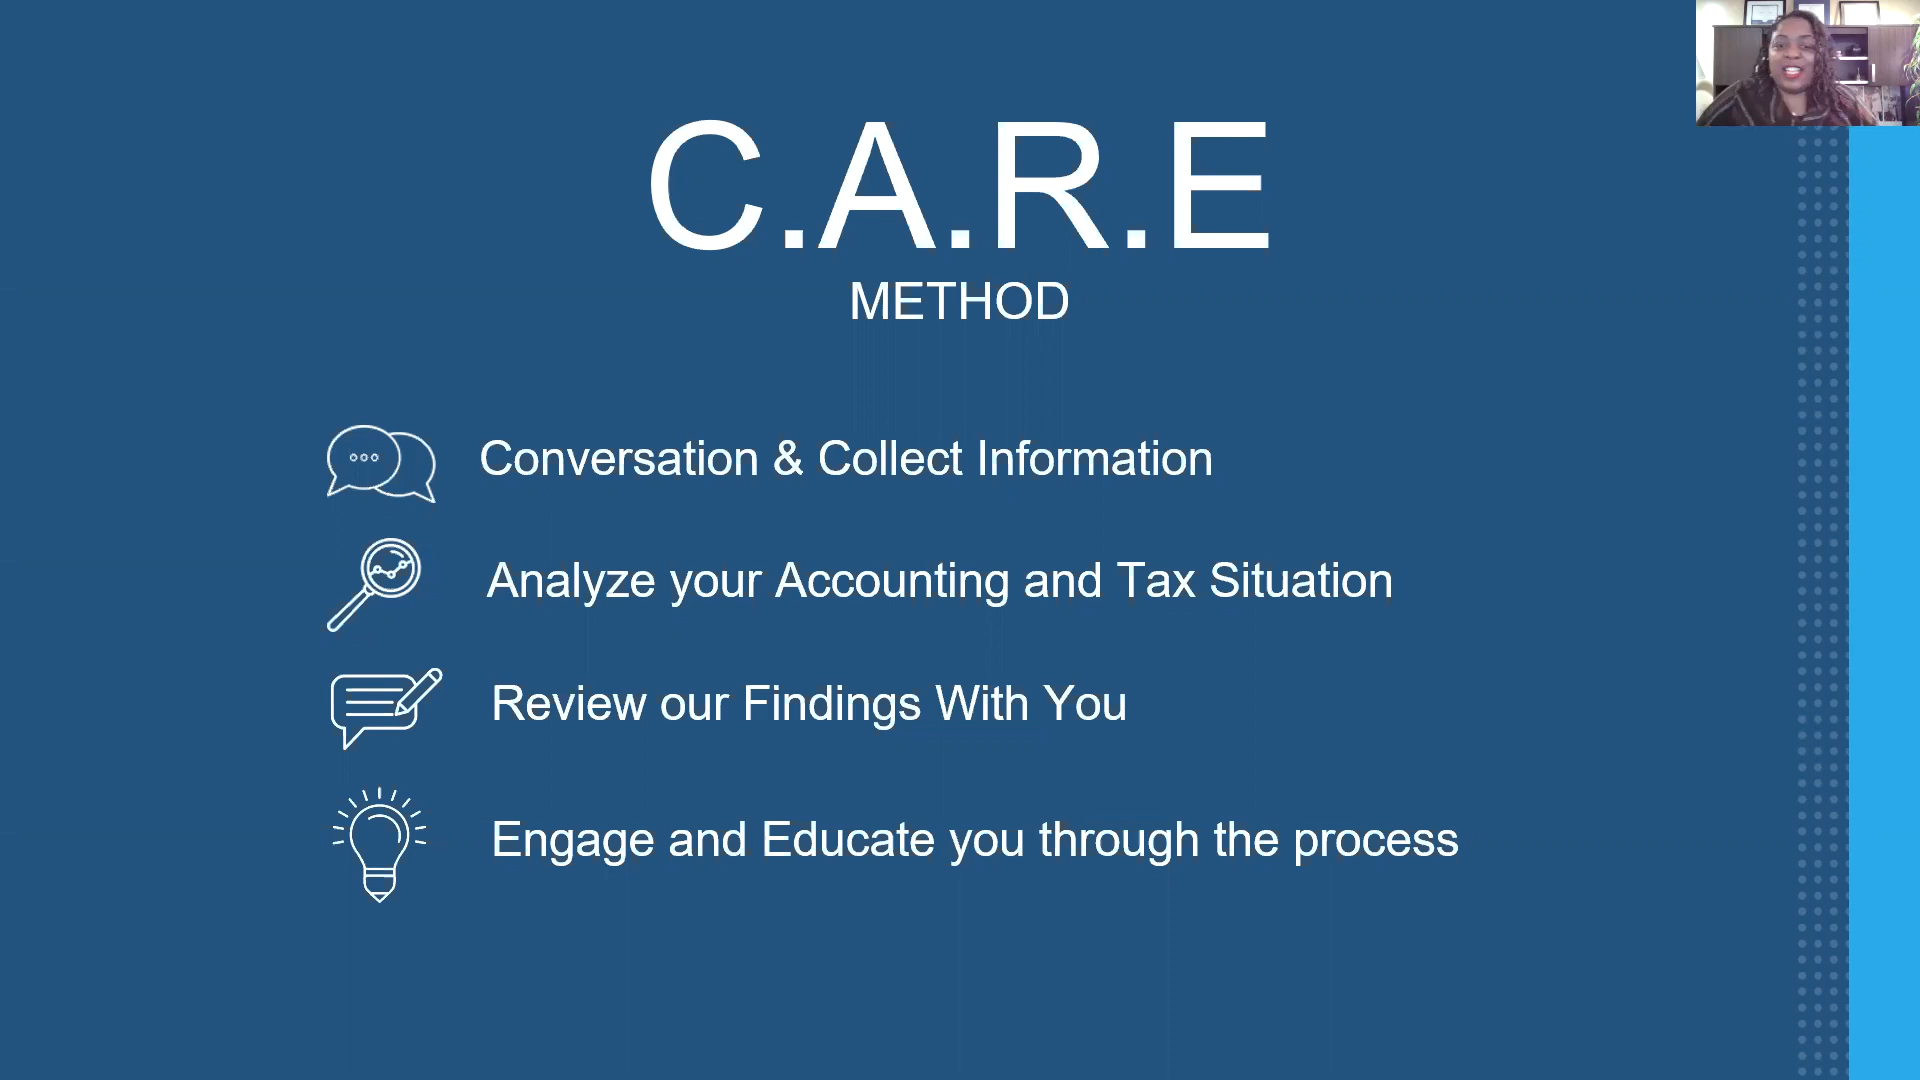 C.A.R.E
METHOD
Conversation & Collect Information
Analyze your Accounting and Tax Situation
Review our Findings With You
Engage and Educate you through the process